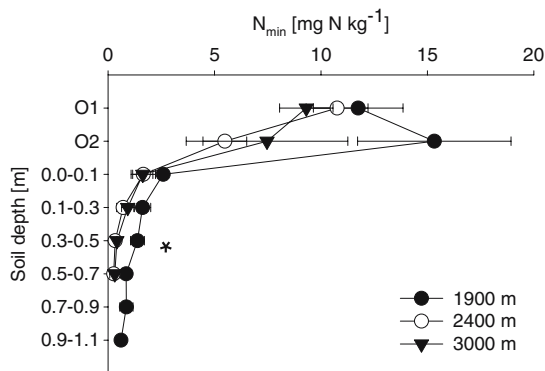 N_min [mg N kg⁻¹]
0 5 10 15 20
Soil depth [m]
O1
O2
0.0-0.1
0.1-0.3
0.3-0.5
*
0.5-0.7
0.7-0.9
0.9-1.1
1900 m
2400 m
3000 m